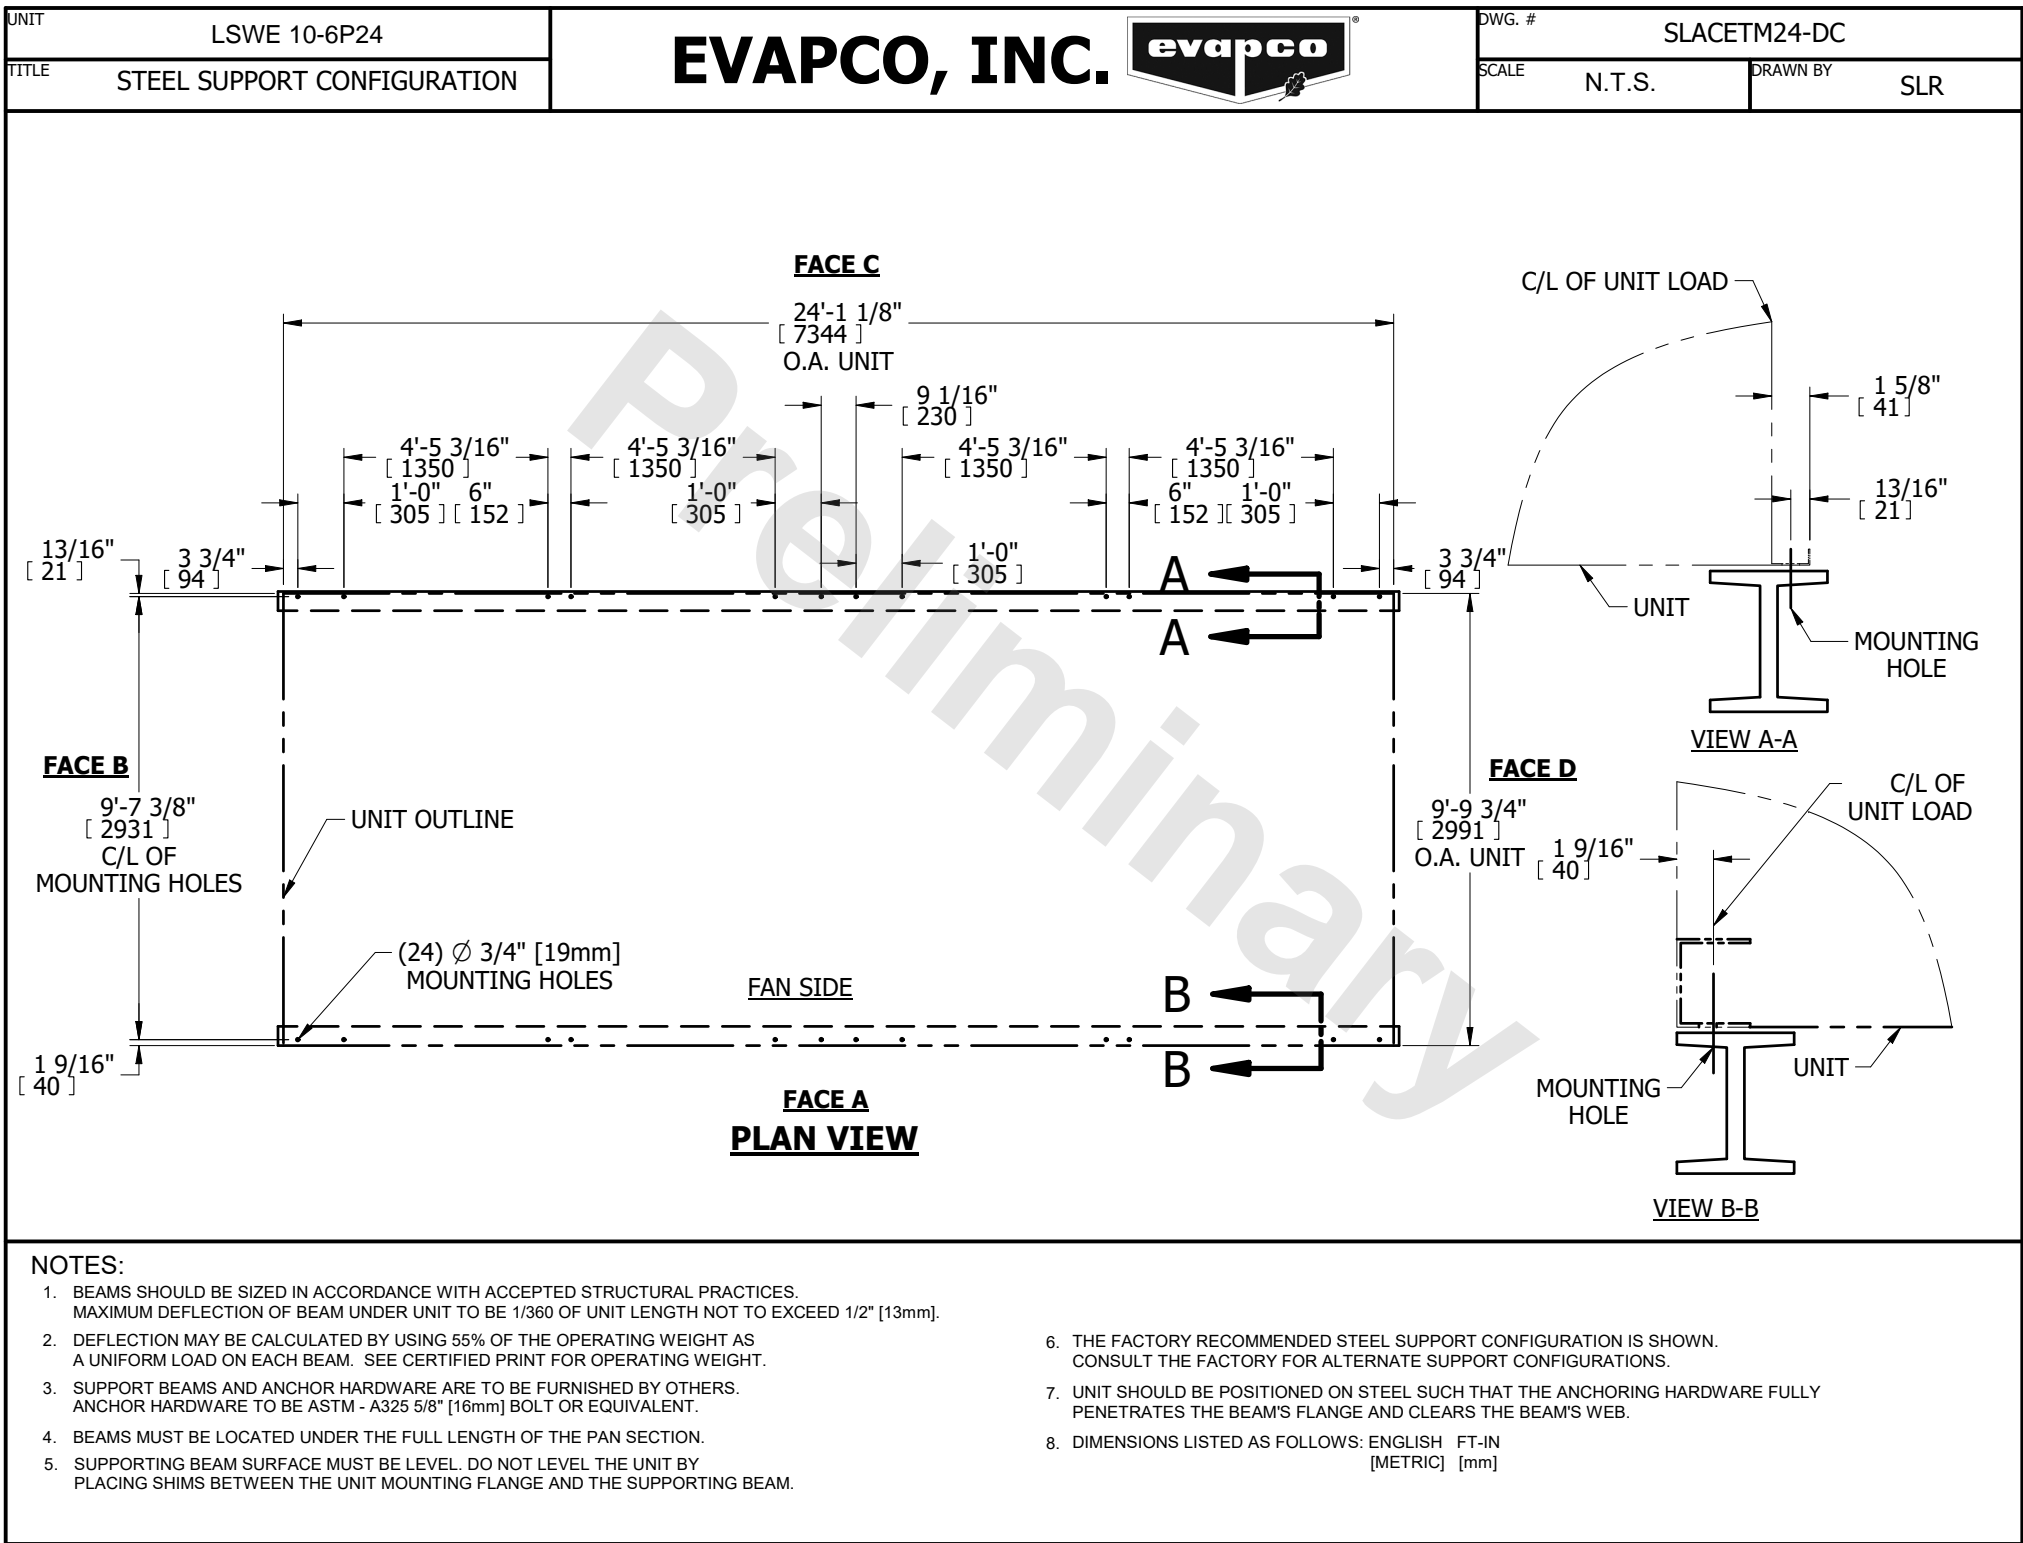 UNIT
LSWE 10-6P24
TITLE
STEEL SUPPORT CONFIGURATION
EVAPCO, INC.
evapco
®
DWG. #
SLACETM24-DC
SCALE
N.T.S.
DRAWN BY
SLR
FACE C
24'-1 1/8"
[ 7344 ]
O.A. UNIT
9 1/16"
[ 230 ]
4'-5 3/16"
[ 1350 ]
4'-5 3/16"
[ 1350 ]
4'-5 3/16"
[ 1350 ]
4'-5 3/16"
[ 1350 ]
1'-0"
[ 305 ]
6"
[ 152 ]
1'-0"
[ 305 ]
6"
[ 152 ]
1'-0"
[ 305 ]
13/16"
[ 21 ]
3 3/4"
[ 94 ]
1'-0"
[ 305 ]
3 3/4"
[ 94 ]
A
A
FACE B
9'-7 3/8"
[ 2931 ]
C/L OF
MOUNTING HOLES
UNIT OUTLINE
FACE D
9'-9 3/4"
[ 2991 ]
O.A. UNIT
(24) Ø 3/4" [19mm]
MOUNTING HOLES
FAN SIDE
B
B
1 9/16"
[ 40 ]
FACE A
PLAN VIEW
Preliminary
C/L OF UNIT LOAD
1 5/8"
[ 41 ]
13/16"
[ 21 ]
UNIT
MOUNTING
HOLE
VIEW A-A
C/L OF
UNIT LOAD
1 9/16"
[ 40 ]
UNIT
MOUNTING
HOLE
VIEW B-B
NOTES:
1. BEAMS SHOULD BE SIZED IN ACCORDANCE WITH ACCEPTED STRUCTURAL PRACTICES.
MAXIMUM DEFLECTION OF BEAM UNDER UNIT TO BE 1/360 OF UNIT LENGTH NOT TO EXCEED 1/2" [13mm].
2. DEFLECTION MAY BE CALCULATED BY USING 55% OF THE OPERATING WEIGHT AS
A UNIFORM LOAD ON EACH BEAM. SEE CERTIFIED PRINT FOR OPERATING WEIGHT.
3. SUPPORT BEAMS AND ANCHOR HARDWARE ARE TO BE FURNISHED BY OTHERS.
ANCHOR HARDWARE TO BE ASTM - A325 5/8" [16mm] BOLT OR EQUIVALENT.
4. BEAMS MUST BE LOCATED UNDER THE FULL LENGTH OF THE PAN SECTION.
5. SUPPORTING BEAM SURFACE MUST BE LEVEL. DO NOT LEVEL THE UNIT BY
PLACING SHIMS BETWEEN THE UNIT MOUNTING FLANGE AND THE SUPPORTING BEAM.
6. THE FACTORY RECOMMENDED STEEL SUPPORT CONFIGURATION IS SHOWN.
CONSULT THE FACTORY FOR ALTERNATE SUPPORT CONFIGURATIONS.
7. UNIT SHOULD BE POSITIONED ON STEEL SUCH THAT THE ANCHORING HARDWARE FULLY
PENETRATES THE BEAM'S FLANGE AND CLEARS THE BEAM'S WEB.
8. DIMENSIONS LISTED AS FOLLOWS: ENGLISH FT-IN
[METRIC] [mm]